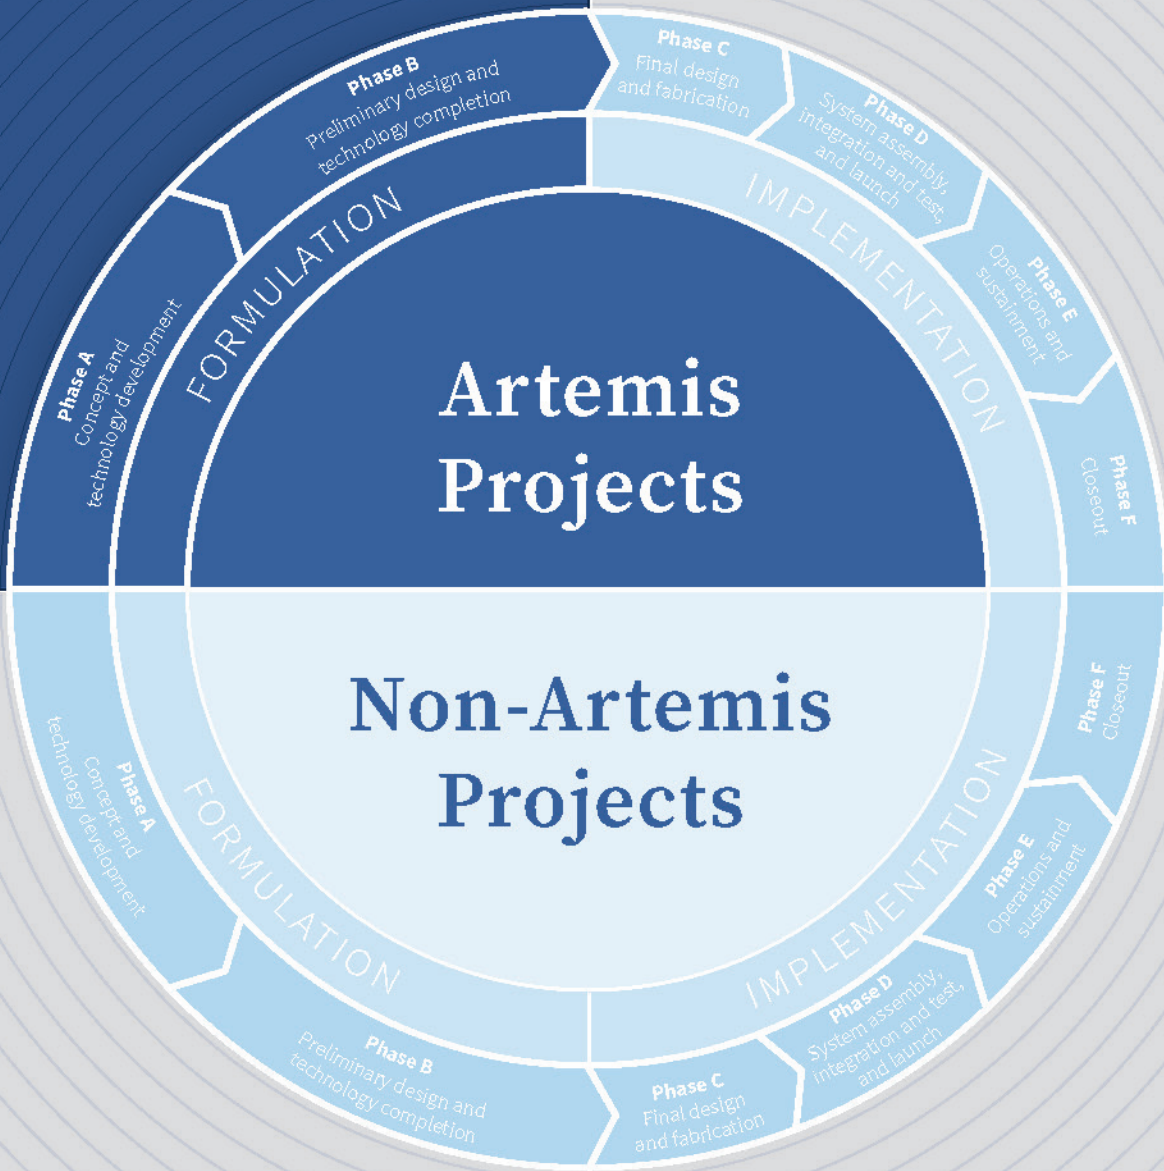 Phase A
Concept and
technology development
Phase B
Preliminary design and
technology completion
Phase C
Final design
and fabrication
Phase D
System assembly,
integration and test,
and launch
Phase E
Operations and
sustainment
Phase F
Closeout
FORMULATION
IMPLEMENTATION
Artemis
Projects
Non-Artemis
Projects
FORMULATION
IMPLEMENTATION
Phase A
Concept and
technology development
Phase B
Preliminary design and
technology completion
Phase C
Final design
and fabrication
Phase D
System assembly,
integration and test,
and launch
Phase E
Operations and
sustainment
Phase F
Closeout